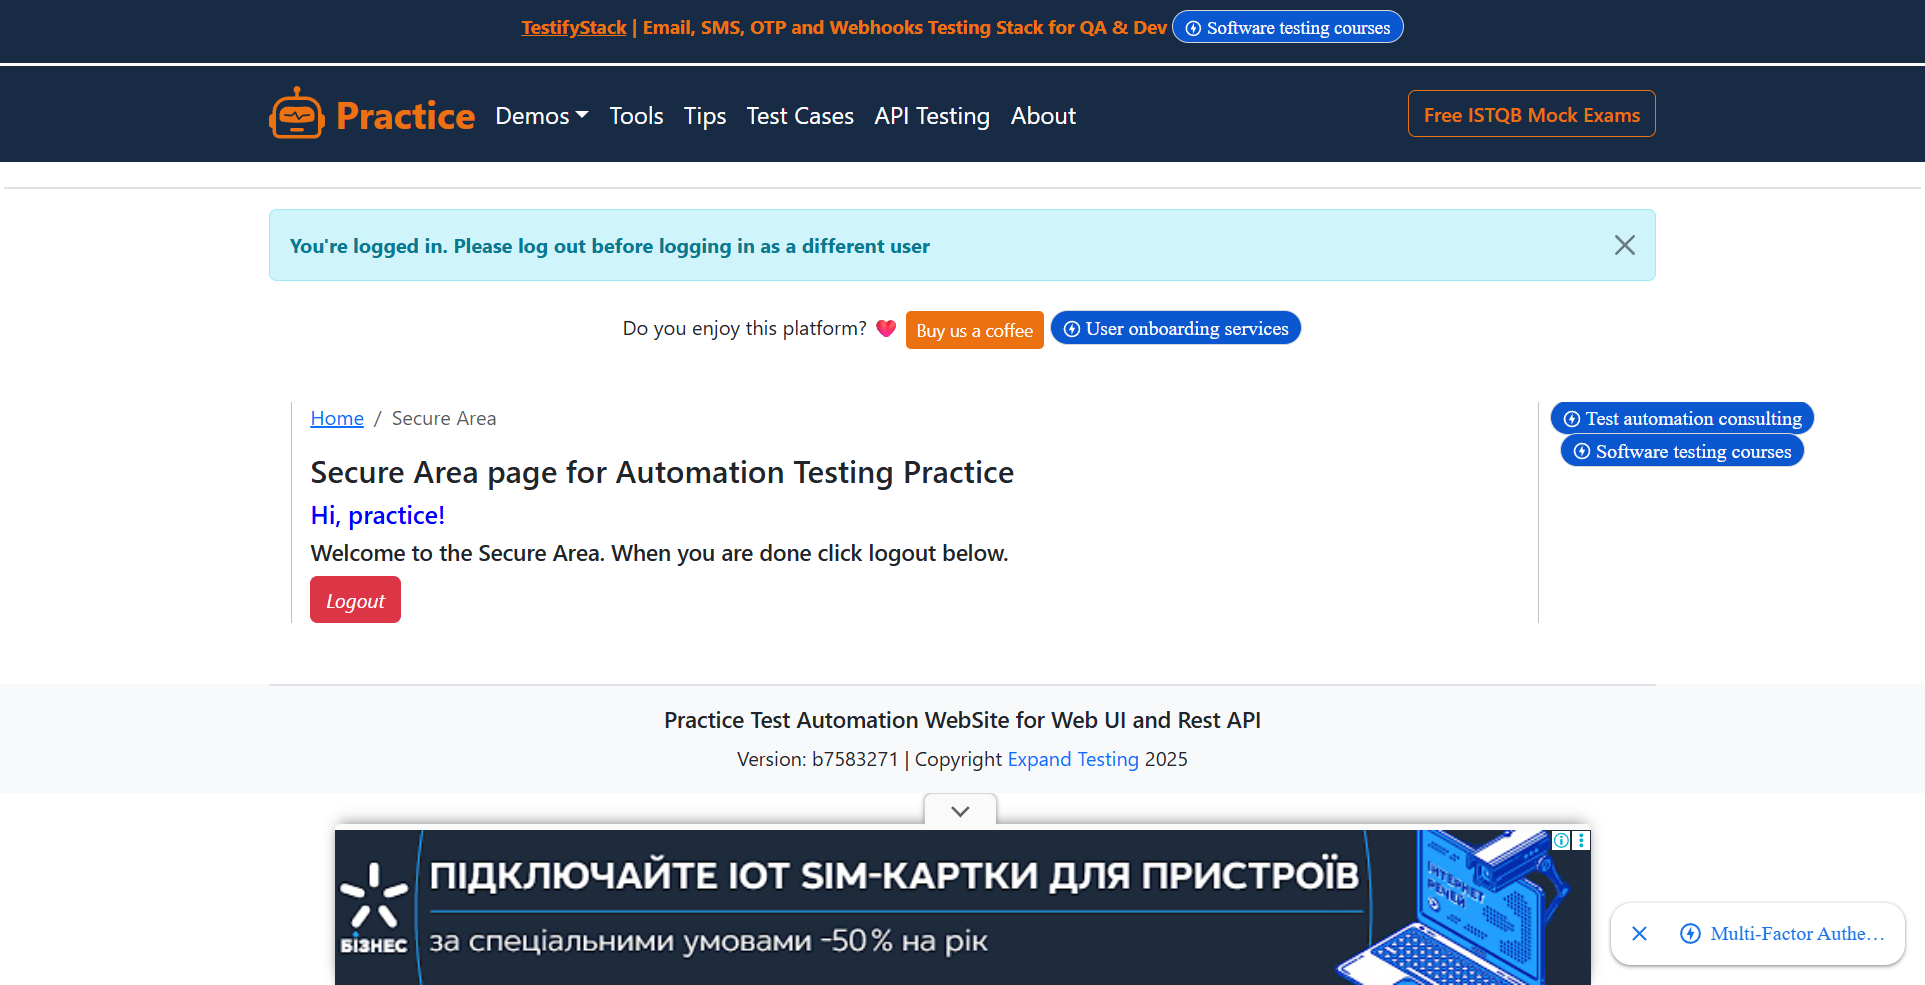 TestifyStack | Email, SMS, OTP and Webhooks Testing Stack for QA & Dev Software testing courses
Practice Demos Tools Tips Test Cases API Testing About Free ISTQB Mock Exams
You're logged in. Please log out before logging in as a different user
Do you enjoy this platform? Buy us a coffee User onboarding services
Home / Secure Area
Test automation consulting
Software testing courses
Secure Area page for Automation Testing Practice
Hi, practice!
Welcome to the Secure Area. When you are done click logout below.
Logout
Practice Test Automation WebSite for Web UI and Rest API
Version: b7583271 | Copyright Expand Testing 2025
ПІДКЛЮЧАЙТЕ IOT SIM-КАРТКИ ДЛЯ ПРИСТРОЇВ
за спеціальними умовами -50% на рік
БІЗНЕС
ІНТЕРНЕТ
РЕЧЕЙ
Multi-Factor Authe...